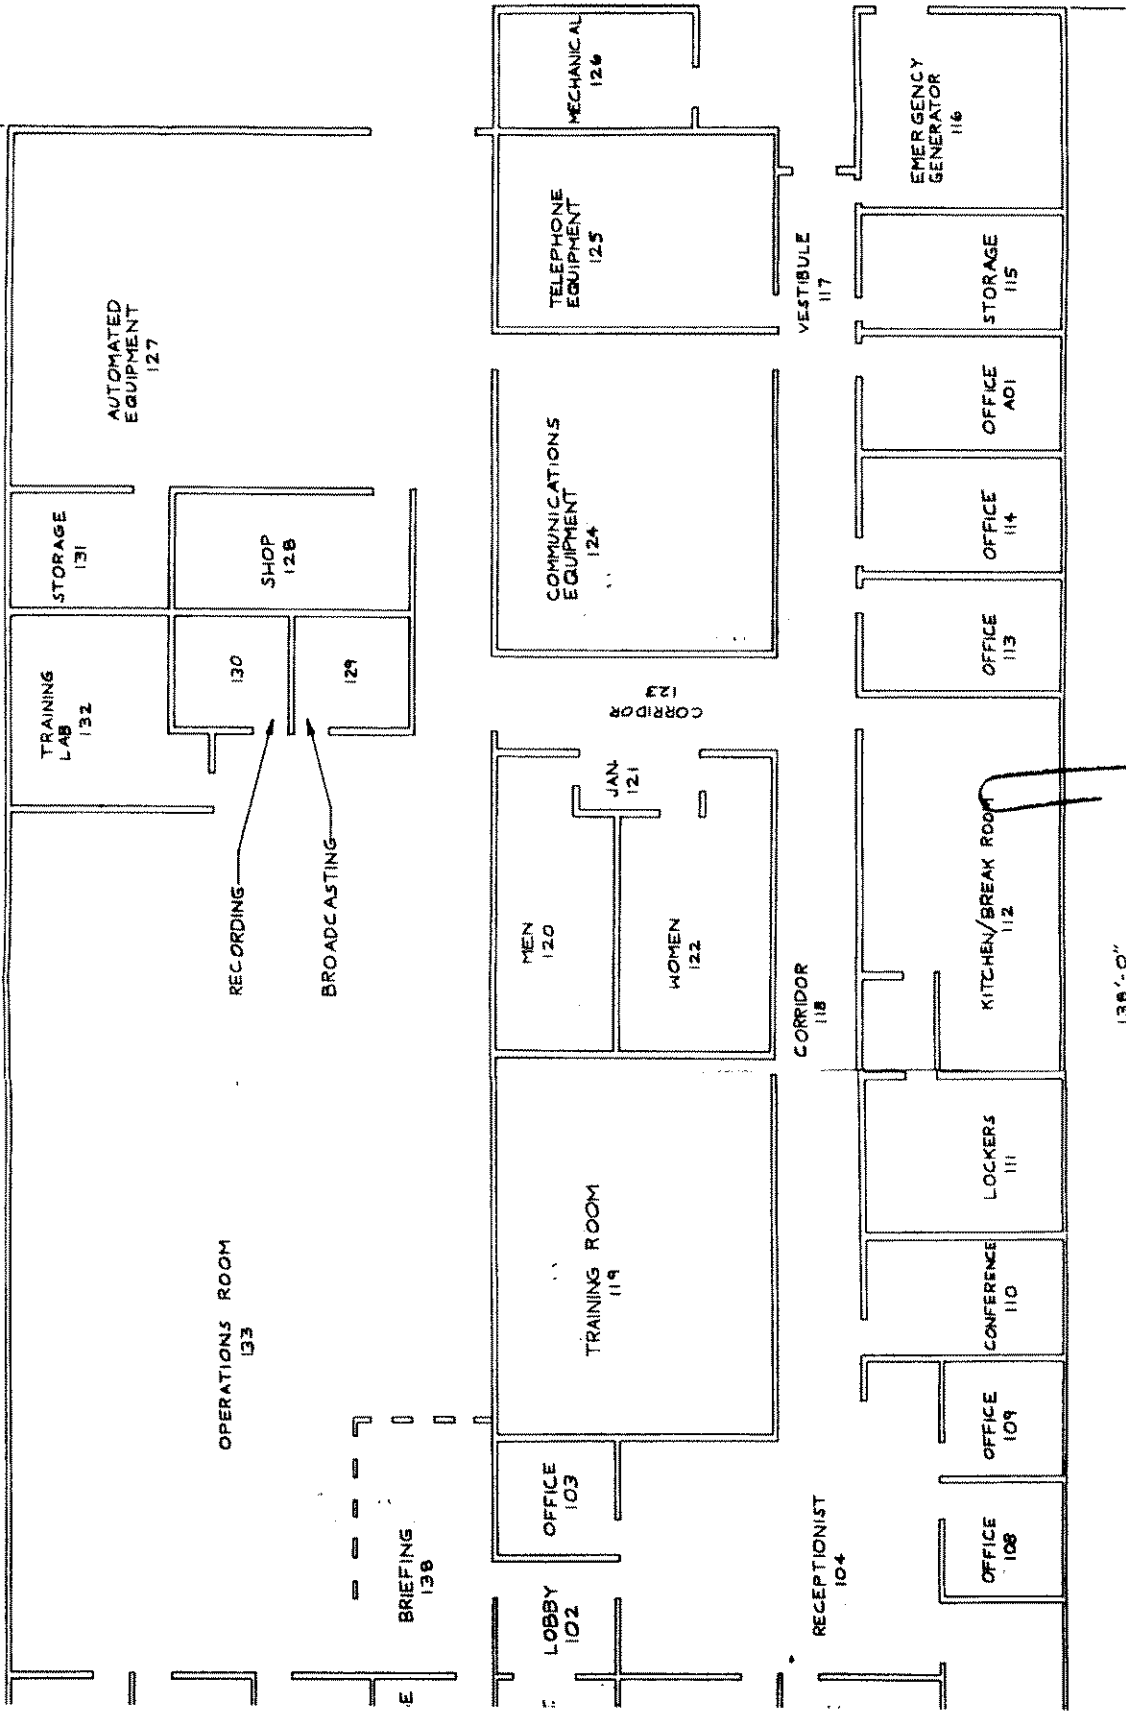 STORAGE
131
TRAINING
LAB
132
AUTOMATED
EQUIPMENT
127
OPERATIONS ROOM
133
RECORDING
130
SHOP
128
BROADCASTING
129
BRIEFING
138
E
LOBBY
102
OFFICE
103
TRAINING ROOM
119
MEN
120
WOMEN
122
JAN.
121
CORRIDOR
123
COMMUNICATIONS
EQUIPMENT
124
TELEPHONE
EQUIPMENT
125
MECHANICAL
126
RECEPTIONIST
104
CORRIDOR
118
VESTIBULE
117
OFFICE
108
OFFICE
109
CONFERENCE
110
LOCKERS
111
KITCHEN/BREAK ROOM
112
OFFICE
113
OFFICE
114
OFFICE
A01
STORAGE
115
EMERGENCY
GENERATOR
116
138'-0"